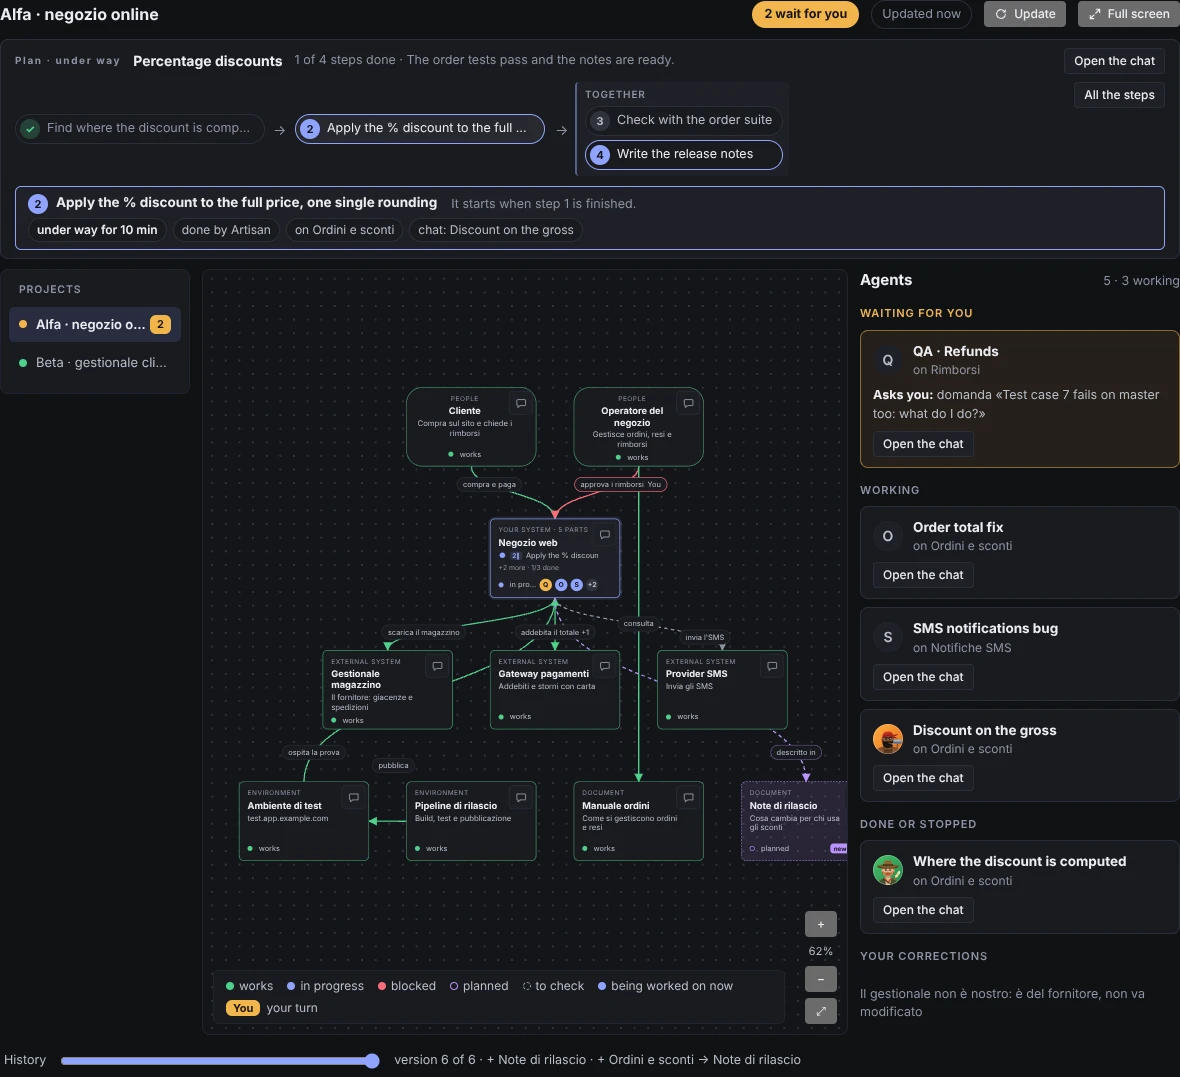 Alfa · negozio online
2 wait for you
Updated now
Update
Full screen
Plan · under way
Percentage discounts
1 of 4 steps done · The order tests pass and the notes are ready.
Open the chat
All the steps
Find where the discount is comp...
→
2
Apply the % discount to the full ...
→
TOGETHER
3
Check with the order suite
4
Write the release notes
2
Apply the % discount to the full price, one single rounding
It starts when step 1 is finished.
under way for 10 min
done by Artisan
on Ordini e sconti
chat: Discount on the gross
PROJECTS
Alfa · negozio o...
2
Beta · gestionale cli...
PEOPLE
Cliente
Compra sul sito e chiede i
rimborsi
works
PEOPLE
Operatore del
negozio
Gestisce ordini, resi e
rimborsi
works
compra e paga
approva i rimborsi You
YOUR SYSTEM · 5 PARTS
Negozio web
Apply the % discoun
+2 more · 1/3 done
in pro...
Q
O
S
+2
scarica il magazzino
addebita il totale +1
consulta
invia l'SMS
EXTERNAL SYSTEM
Gestionale
magazzino
Il fornitore: giacenze e
spedizioni
works
EXTERNAL SYSTEM
Gateway pagamenti
Addebiti e storni con carta
works
EXTERNAL SYSTEM
Provider SMS
Invia gli SMS
works
ospita la prova
pubblica
descritto in
ENVIRONMENT
Ambiente di test
test.app.example.com
works
ENVIRONMENT
Pipeline di rilascio
Build, test e pubblicazione
works
DOCUMENT
Manuale ordini
Come si gestiscono ordini
e resi
works
DOCUMENT
Note di rilascio
Cosa cambia per chi usa
gli sconti
planned
new
+
62%
−
works
in progress
blocked
planned
to check
being worked on now
You
your turn
Agents
5 · 3 working
WAITING FOR YOU
Q
QA · Refunds
on Rimborsi
Asks you: domanda «Test case 7 fails on master
too: what do I do?»
Open the chat
WORKING
O
Order total fix
on Ordini e sconti
Open the chat
S
SMS notifications bug
on Notifiche SMS
Open the chat
Discount on the gross
on Ordini e sconti
Open the chat
DONE OR STOPPED
Where the discount is computed
on Ordini e sconti
Open the chat
YOUR CORRECTIONS
Il gestionale non è nostro: è del fornitore, non va
modificato
History
version 6 of 6 · + Note di rilascio · + Ordini e sconti → Note di rilascio